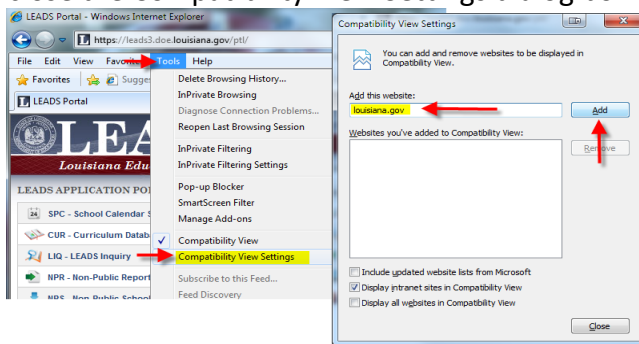 LEADS Portal - Windows Internet Explorer
https://leads3.doe.louisiana.gov/ptl/
File Edit View Favorites Tools Help
Favorites
LEADS Portal
LEA
Louisiana Edu
LEADS APPLICATION POR
SPC - School Calendar S
CUR - Curriculum Datab
LIQ - LEADS Inquiry
NPR - Non-Public Report
NPS - Non-Public School
Delete Browsing History...
InPrivate Browsing
Diagnose Connection Problems...
Reopen Last Browsing Session
InPrivate Filtering
InPrivate Filtering Settings
Pop-up Blocker
SmartScreen Filter
Manage Add-ons
Compatibility View
Compatibility View Settings
Subscribe to this Feed...
Feed Discovery
Compatibility View Settings
You can add and remove websites to be displayed in
Compatibility View.
Add this website:
louisiana.gov
Add
Websites you've added to Compatibility View:
Remove
Include updated website lists from Microsoft
Display intranet sites in Compatibility View
Display all websites in Compatibility View
Close